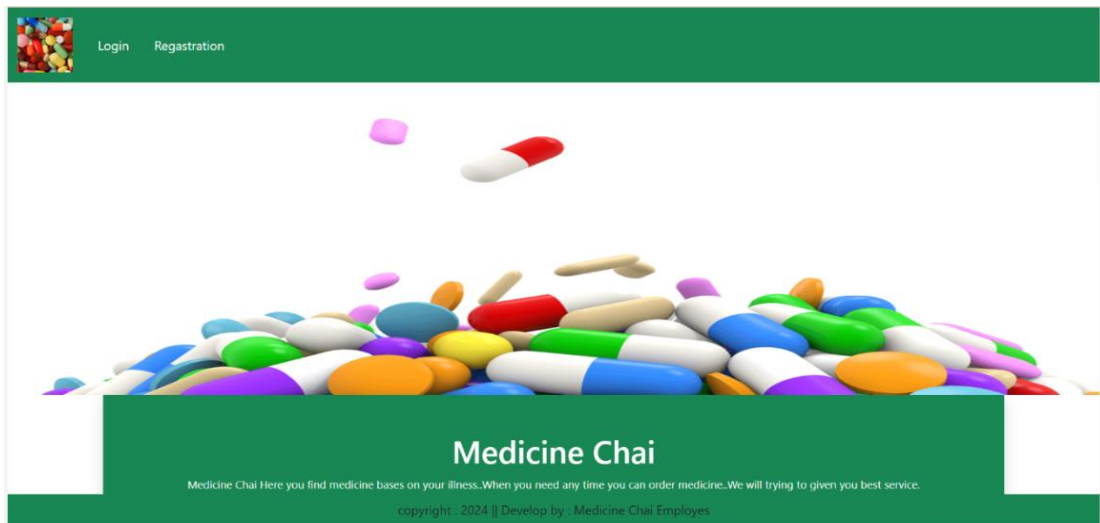 Login Regastration
Medicine Chai
Medicine Chai Here you find medicine bases on your illness..When you need any time you can order medicine..We will trying to given you best service.
copyright : 2024 || Develop by : Medicine Chai Employes